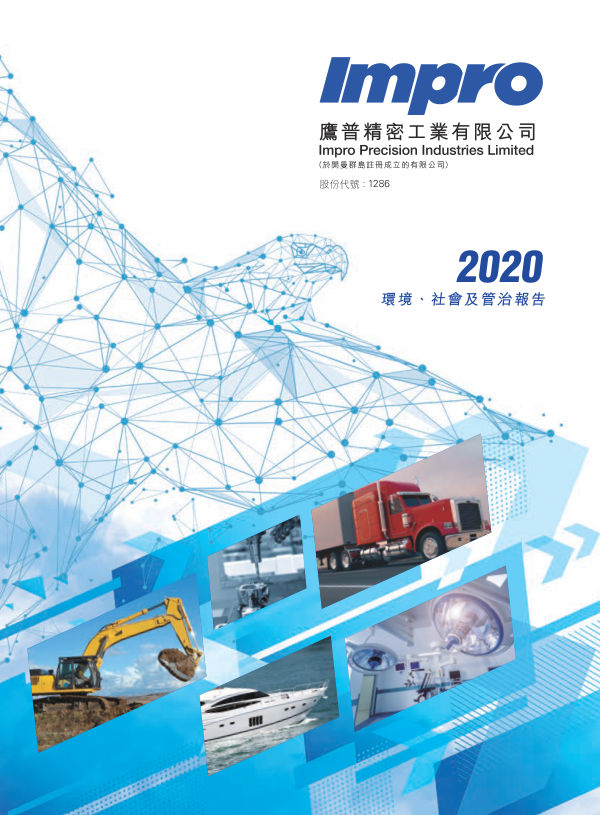 Impro
鷹普精密工業有限公司
Impro Precision Industries Limited
(於開曼群島註冊成立的有限公司)
股份代號：1286
2020
環境、社會及管治報告